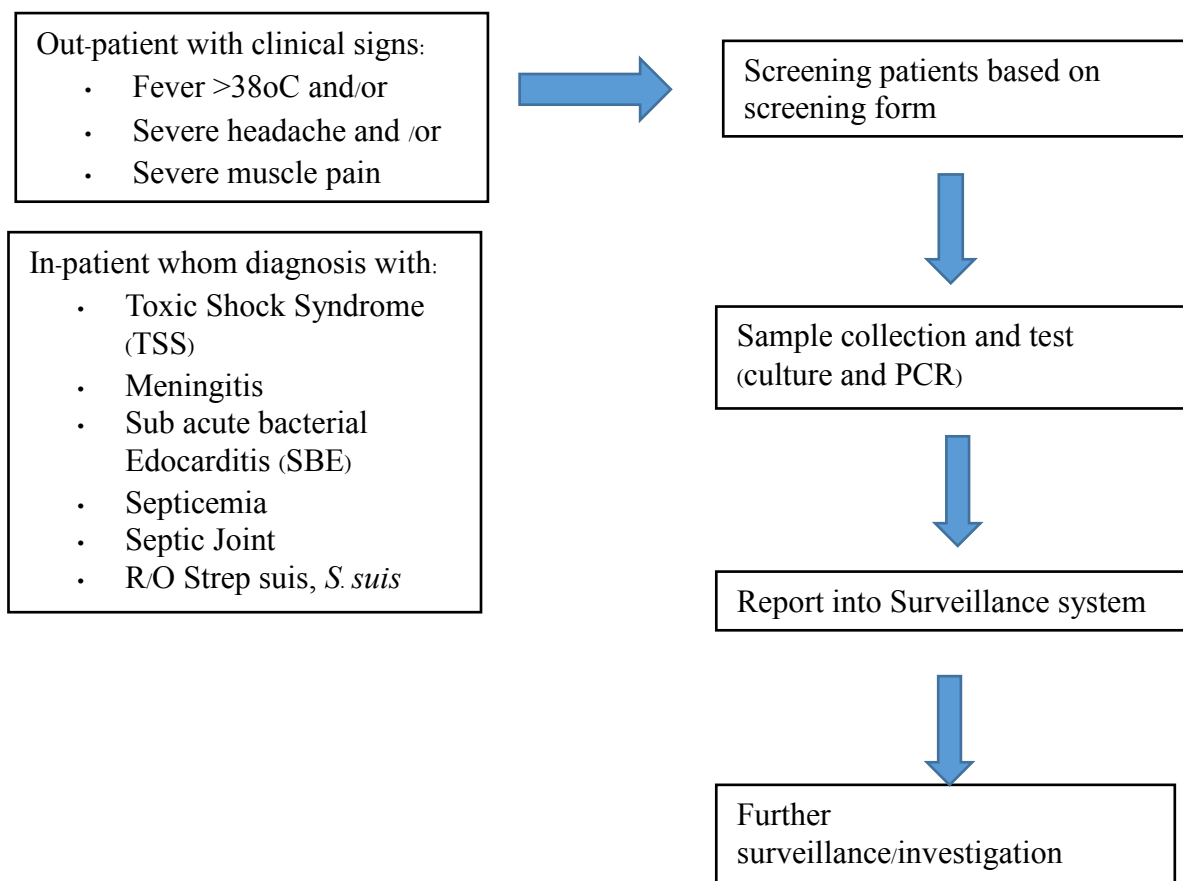 Out-patient with clinical signs:
• Fever >38oC and/or
• Severe headache and /or
• Severe muscle pain
In-patient whom diagnosis with:
• Toxic Shock Syndrome
(TSS)
• Meningitis
• Sub acute bacterial
Edocarditis (SBE)
• Septicemia
• Septic Joint
• R/O Strep suis, S. suis
Screening patients based on
screening form
Sample collection and test
(culture and PCR)
Report into Surveillance system
Further
surveillance/investigation